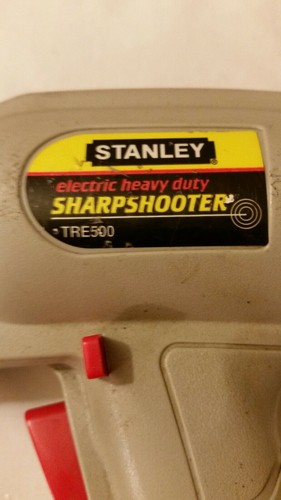 STANLEY
electric heavy duty
SHARPSHOOTER
TRE500